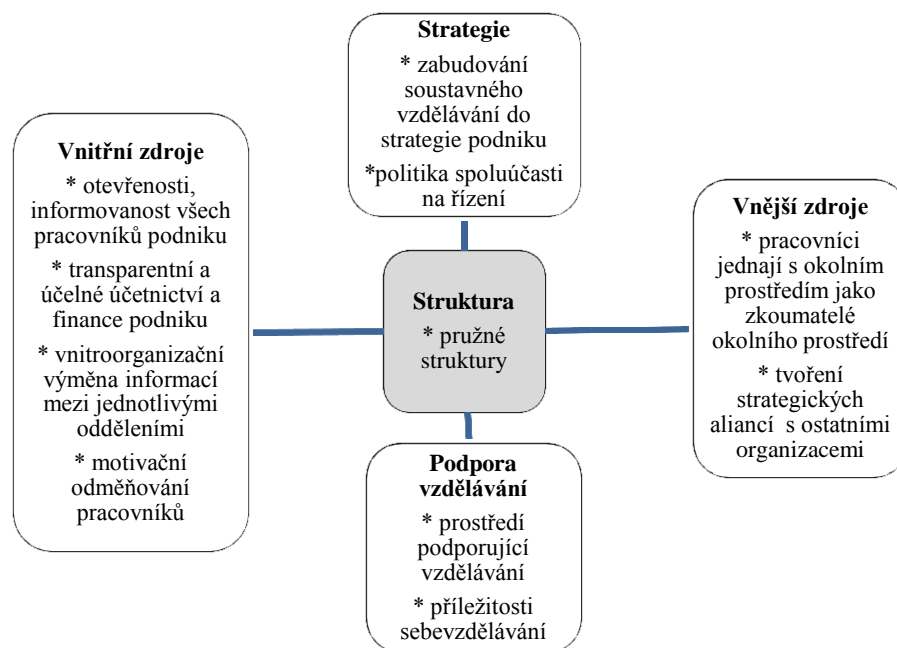 Strategie
* zabudování
soustavného
vzdělávání do
strategie podniku
*politika spoluúčasti
na řízení
Vnitřní zdroje
* otevřenosti,
informovanost všech
pracovníků podniku
* transparentní a
účelné účetnictví a
finance podniku
* vnitroorganizační
výměna informací
mezi jednotlivými
odděleními
* motivační
odměňování
pracovníků
Struktura
* pružné
struktury
Vnější zdroje
* pracovníci
jednají s okolním
prostředím jako
zkoumatelé
okolního prostředí
* tvoření
strategických
aliancí s ostatními
organizacemi
Podpora
vzdělávání
* prostředí
podporující
vzdělávání
* příležitosti
sebevzdělávání